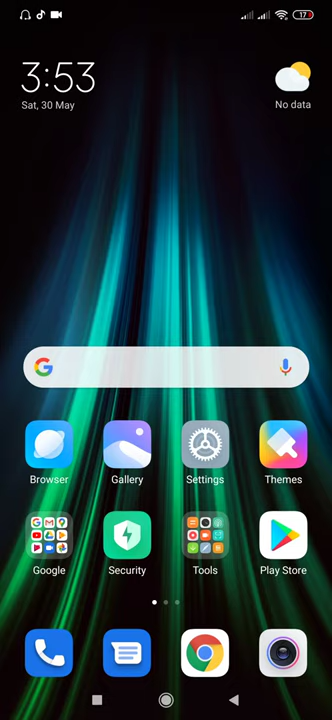 17
3:53
Sat, 30 May
No data
Browser
Gallery
Settings
Themes
Google
Security
Tools
Play Store